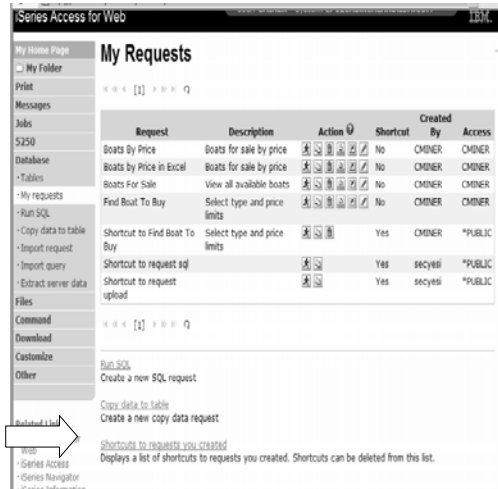 iSeries Access for Web
IBM.
My Home Page
My Folder
Print
Messages
Jobs
5250
Database
Tables
My requests
Run SQL
Copy data to table
Import request
Import query
Extract server data
Files
Command
Download
Customize
Other
Web
iSeries Access
iSeries Navigator
My Requests
[1]
Request Description Action Shortcut Created By Access
Boats By Price Boats for sale by price No CMINER CMINER
Boats by Price in Excel Boats for sale by price No CMINER CMINER
Boats For Sale View all available boats No CMINER CMINER
Find Boat To Buy Select type and price limits No CMINER CMINER
Shortcut to Find Boat To Buy Select type and price limits Yes CMINER *PUBLIC
Shortcut to request sql Yes secyesi *PUBLIC
Shortcut to request upload Yes secyesi *PUBLIC
[1]
Run SQL
Create a new SQL request
Copy data to table
Create a new copy data request
Shortcuts to requests you created
Displays a list of shortcuts to requests you created. Shortcuts can be deleted from this list.